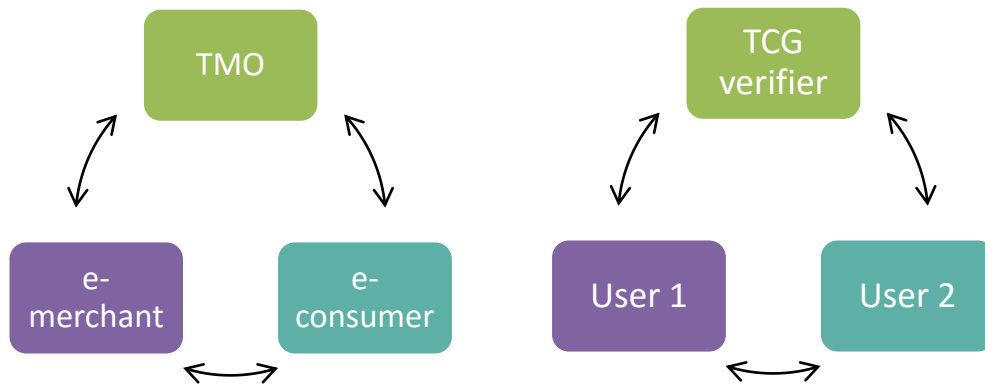 TMO
TCG
verifier
e-
merchant
e-
consumer
User 1
User 2